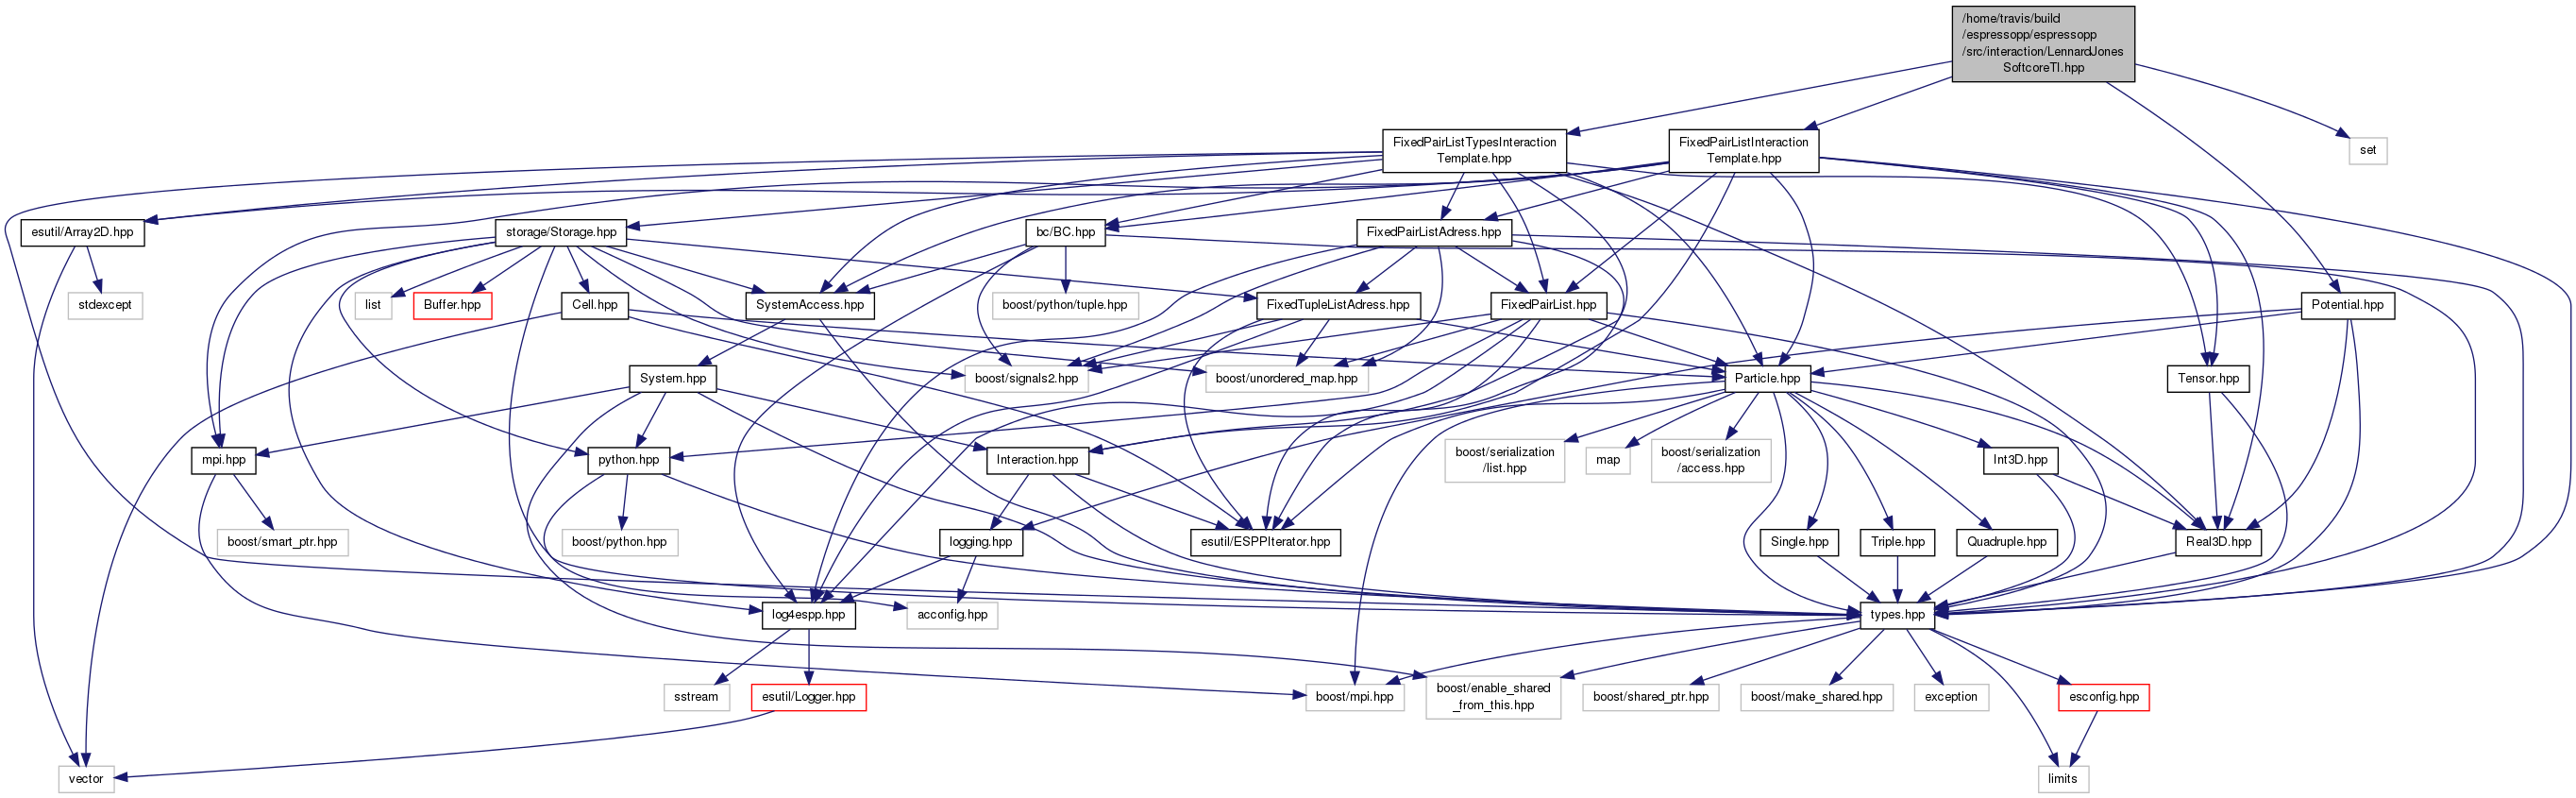 /home/travis/build
/espressopp/espressopp
/src/interaction/LennardJones
SoftcoreTI.hpp
FixedPairListTypesInteraction
Template.hpp
FixedPairListInteraction
Template.hpp
set
esutil/Array2D.hpp
storage/Storage.hpp
bc/BC.hpp
FixedPairListAdress.hpp
stdexcept
list
Buffer.hpp
Cell.hpp
SystemAccess.hpp
boost/python/tuple.hpp
FixedTupleListAdress.hpp
FixedPairList.hpp
Potential.hpp
System.hpp
boost/signals2.hpp
boost/unordered_map.hpp
Particle.hpp
Tensor.hpp
mpi.hpp
python.hpp
Interaction.hpp
boost/serialization
/list.hpp
map
boost/serialization
/access.hpp
Int3D.hpp
boost/smart_ptr.hpp
boost/python.hpp
logging.hpp
esutil/ESPPIterator.hpp
Single.hpp
Triple.hpp
Quadruple.hpp
Real3D.hpp
log4espp.hpp
acconfig.hpp
types.hpp
sstream
esutil/Logger.hpp
boost/mpi.hpp
boost/enable_shared
_from_this.hpp
boost/shared_ptr.hpp
boost/make_shared.hpp
exception
esconfig.hpp
vector
limits